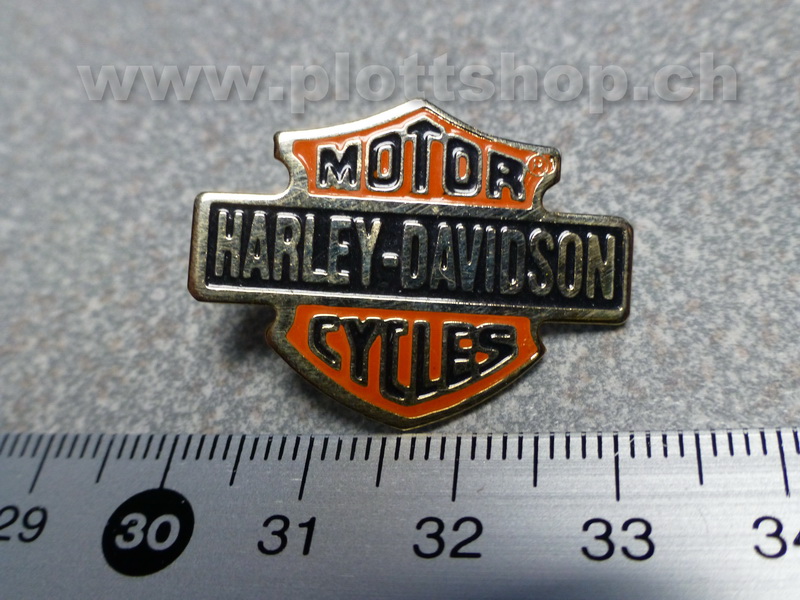 www.plottshop.ch
MOTOR ®
HARLEY-DAVIDSON
CYCLES
29 30 31 32 33 34